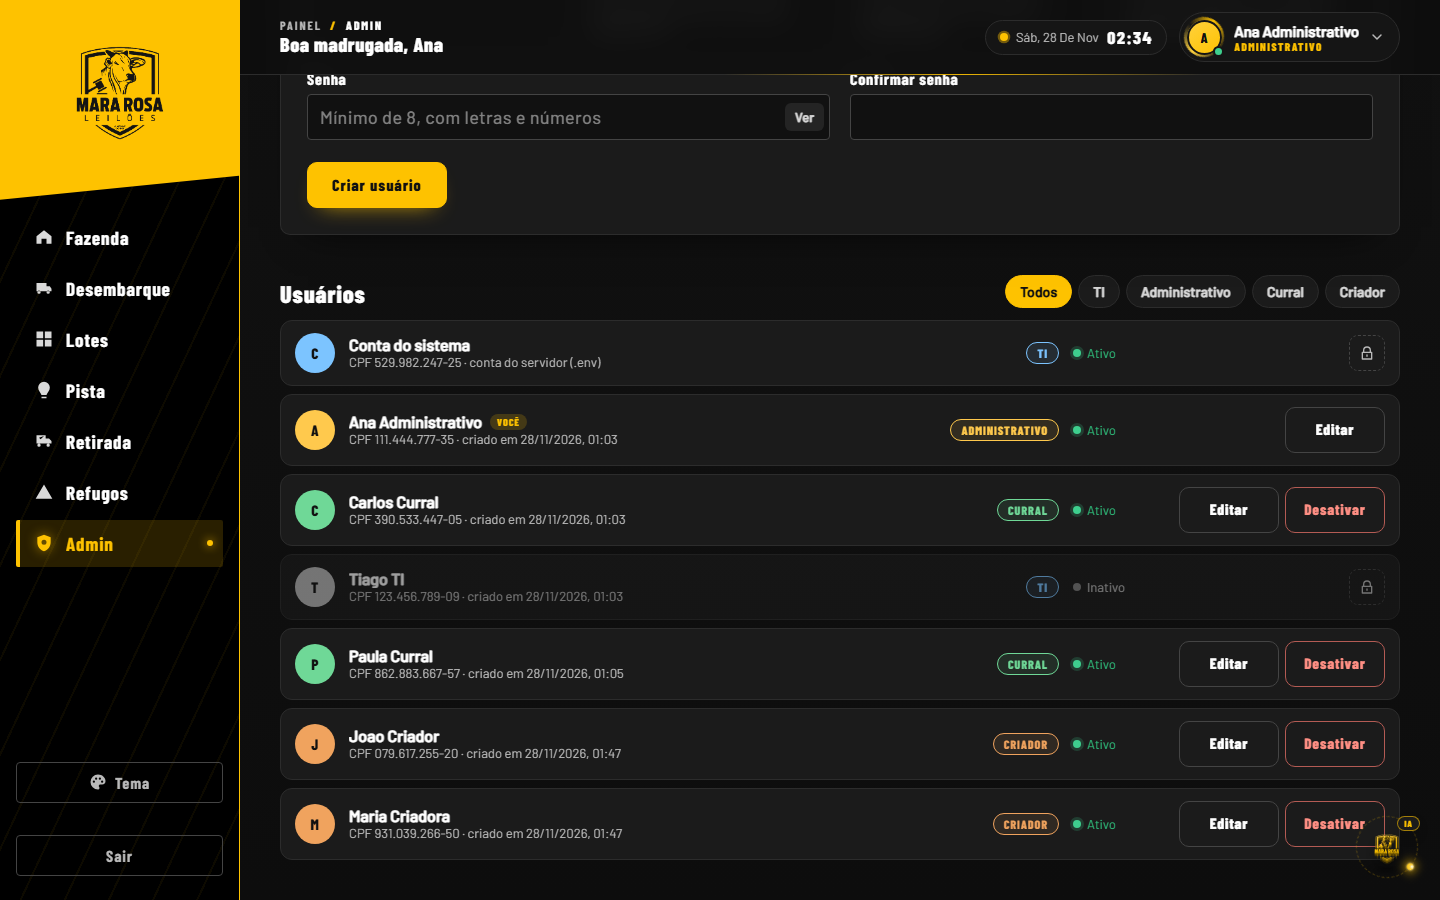 MARA ROSA
LEILÕES
PAINEL / ADMIN
Boa madrugada, Ana
Sáb, 28 De Nov 02:34
A
Ana Administrativo
ADMINISTRATIVO
Fazenda
Desembarque
Lotes
Pista
Retirada
Refugos
Admin
Tema
Sair
Senha
Confirmar senha
Mínimo de 8, com letras e números
Ver
Criar usuário
Usuários
Todos
TI
Administrativo
Curral
Criador
C
Conta do sistema
CPF 529.982.247-25 · conta do servidor (.env)
TI
Ativo
A
Ana Administrativo VOCÊ
CPF 111.444.777-35 · criado em 28/11/2026, 01:03
ADMINISTRATIVO
Ativo
Editar
C
Carlos Curral
CPF 390.533.447-05 · criado em 28/11/2026, 01:03
CURRAL
Ativo
Editar
Desativar
T
Tiago TI
CPF 123.456.789-09 · criado em 28/11/2026, 01:03
TI
Inativo
P
Paula Curral
CPF 862.883.667-57 · criado em 28/11/2026, 01:05
CURRAL
Ativo
Editar
Desativar
J
Joao Criador
CPF 079.617.255-20 · criado em 28/11/2026, 01:47
CRIADOR
Ativo
Editar
Desativar
M
Maria Criadora
CPF 931.039.266-50 · criado em 28/11/2026, 01:47
CRIADOR
Ativo
Editar
Desativar
IA
MARA ROSA